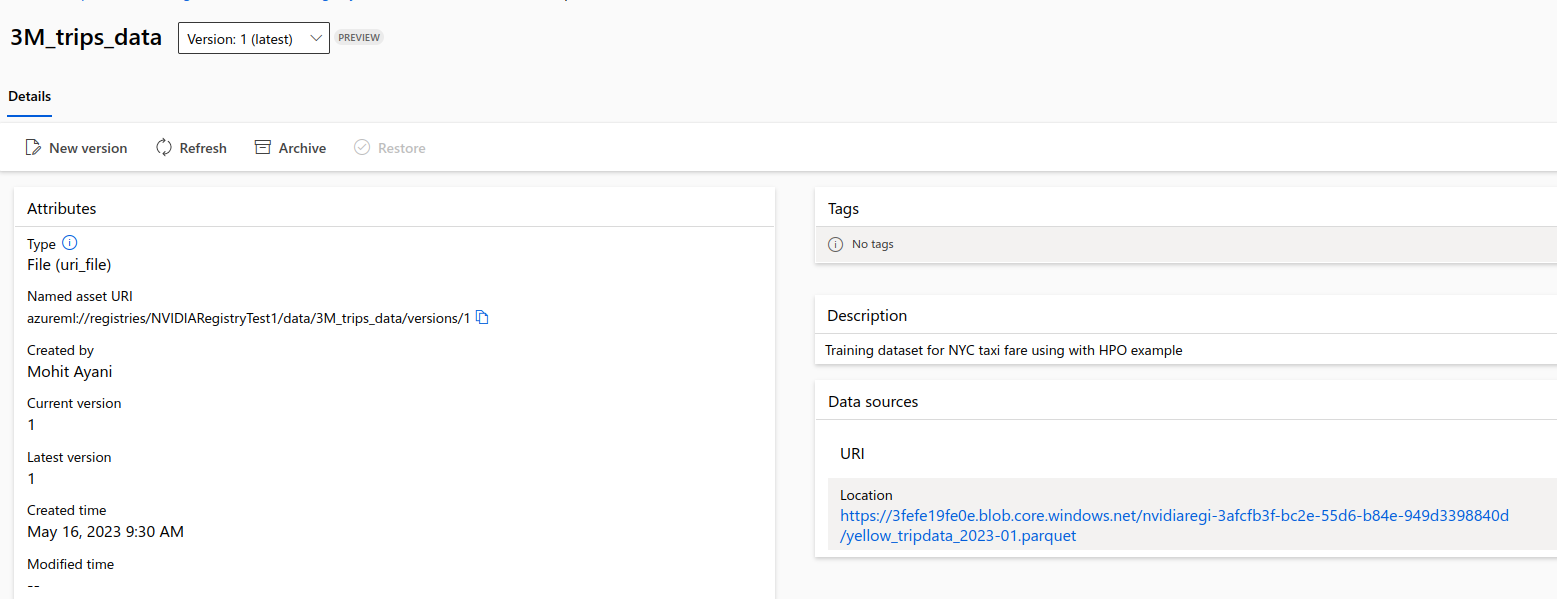 3M_trips_data
Version: 1 (latest)
PREVIEW
Details
New version
Refresh
Archive
Restore
Attributes
Type
File (uri_file)
Named asset URI
azureml://registries/NVIDIARegistryTest1/data/3M_trips_data/versions/1
Created by
Mohit Ayani
Current version
1
Latest version
1
Created time
May 16, 2023 9:30 AM
Modified time
--
Tags
No tags
Description
Training dataset for NYC taxi fare using with HPO example
Data sources
URI
Location
https://3fefe19fe0e.blob.core.windows.net/nvidiaregi-3afcfb3f-bc2e-55d6-b84e-949d3398840d
/yellow_tripdata_2023-01.parquet